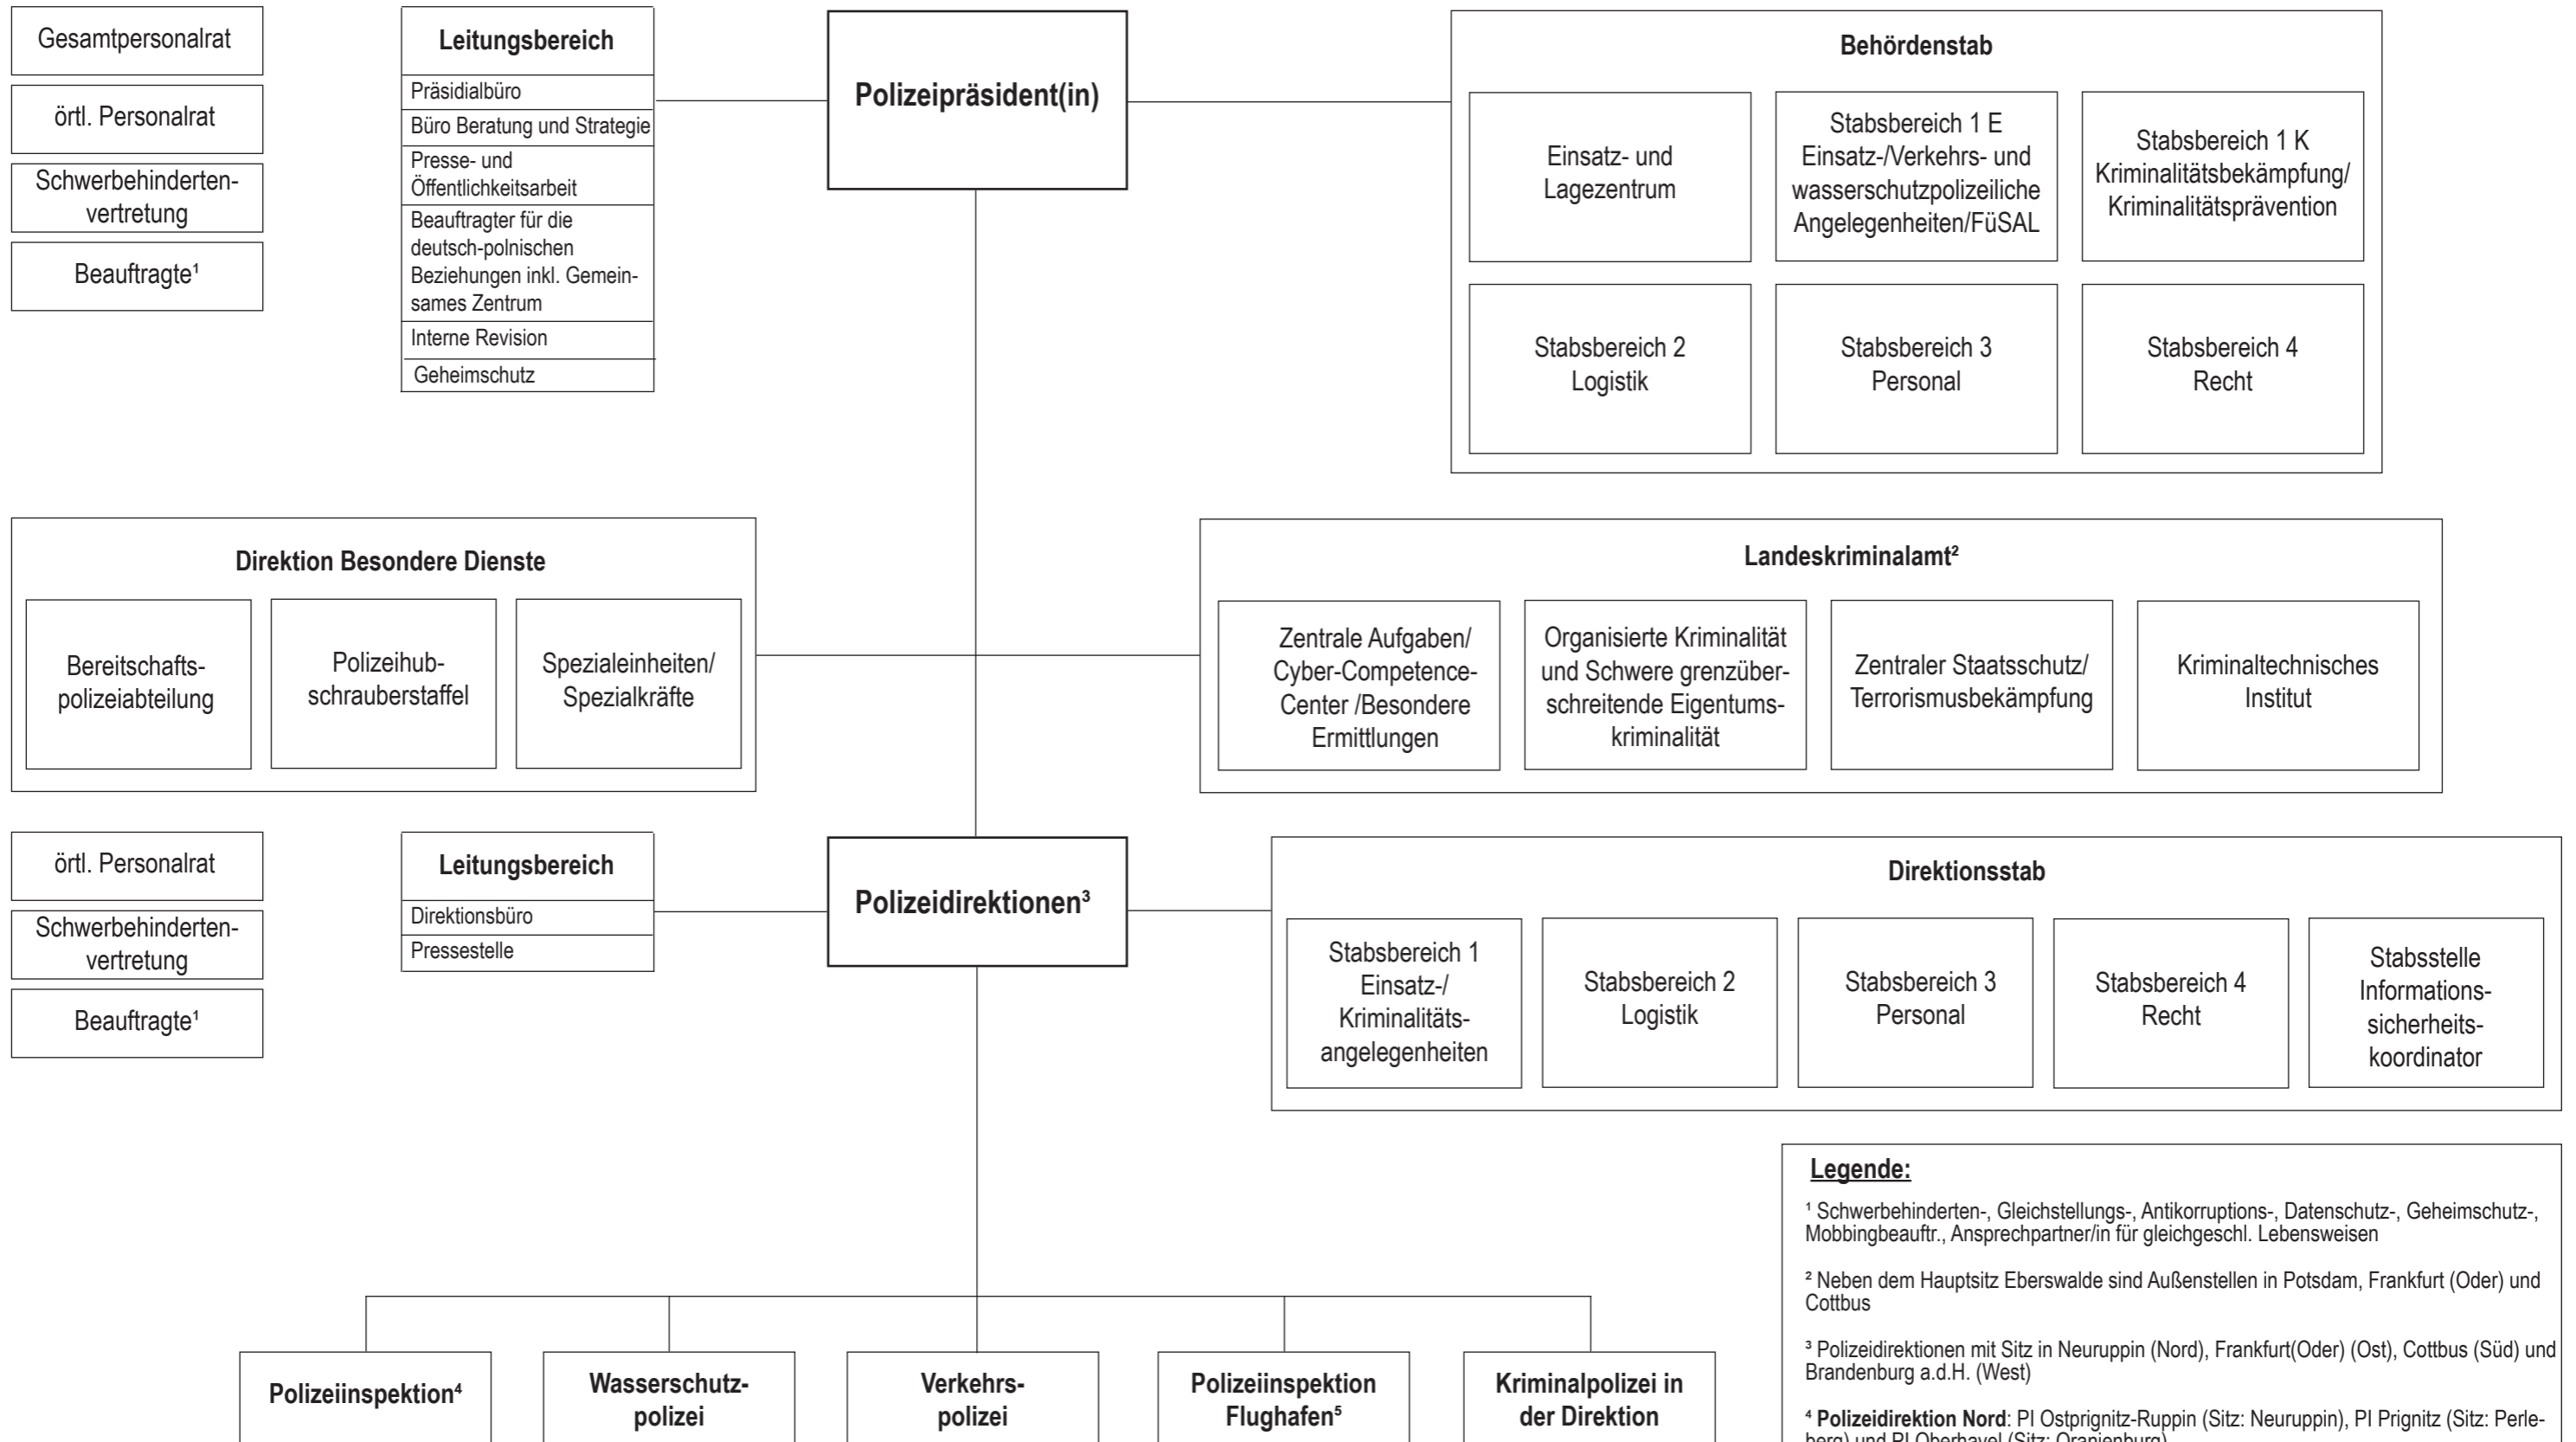 Gesamtpersonalrat
örtl. Personalrat
Schwerbehinderten-
vertretung
Beauftragte¹
Leitungsbereich
Präsidialbüro
Büro Beratung und Strategie
Presse- und
Öffentlichkeitsarbeit
Beauftragter für die
deutsch-polnischen
Beziehungen inkl. Gemein-
sames Zentrum
Interne Revision
Geheimschutz
Polizeipräsident(in)
Behördenstab
Einsatz- und
Lagezentrum
Stabsbereich 1 E
Einsatz-/Verkehrs- und
wasserschutzpolizeiliche
Angelegenheiten/FüSAL
Stabsbereich 1 K
Kriminalitätsbekämpfung/
Kriminalitätsprävention
Stabsbereich 2
Logistik
Stabsbereich 3
Personal
Stabsbereich 4
Recht
Direktion Besondere Dienste
Bereitschafts-
polizeiabteilung
Polizeihub-
schrauberstaffel
Spezialeinheiten/
Spezialkräfte
Landeskriminalamt²
Zentrale Aufgaben/
Cyber-Competence-
Center /Besondere
Ermittlungen
Organisierte Kriminalität
und Schwere grenzüber-
schreitende Eigentums-
kriminalität
Zentraler Staatsschutz/
Terrorismusbekämpfung
Kriminaltechnisches
Institut
örtl. Personalrat
Schwerbehinderten-
vertretung
Beauftragte¹
Leitungsbereich
Direktionsbüro
Pressestelle
Polizeidirektionen³
Direktionsstab
Stabsbereich 1
Einsatz-/
Kriminalitäts-
angelegenheiten
Stabsbereich 2
Logistik
Stabsbereich 3
Personal
Stabsbereich 4
Recht
Stabsstelle
Informations-
sicherheits-
koordinator
Polizeiinspektion⁴
Wasserschutz-
polizei
Verkehrs-
polizei
Polizeiinspektion
Flughafen⁵
Kriminalpolizei in
der Direktion
Legende:
¹ Schwerbehinderten-, Gleichstellungs-, Antikorruptions-, Datenschutz-, Geheimschutz-,
Mobbingbeauftr., Ansprechpartner/in für gleichgeschl. Lebensweisen
² Neben dem Hauptsitz Eberswalde sind Außenstellen in Potsdam, Frankfurt (Oder) und
Cottbus
³ Polizeidirektionen mit Sitz in Neuruppin (Nord), Frankfurt(Oder) (Ost), Cottbus (Süd) und
Brandenburg a.d.H. (West)
⁴ Polizeidirektion Nord: PI Ostprignitz-Ruppin (Sitz: Neuruppin), PI Prignitz (Sitz: Perle-
berg) und PI Oberhavel (Sitz: Oranienburg)